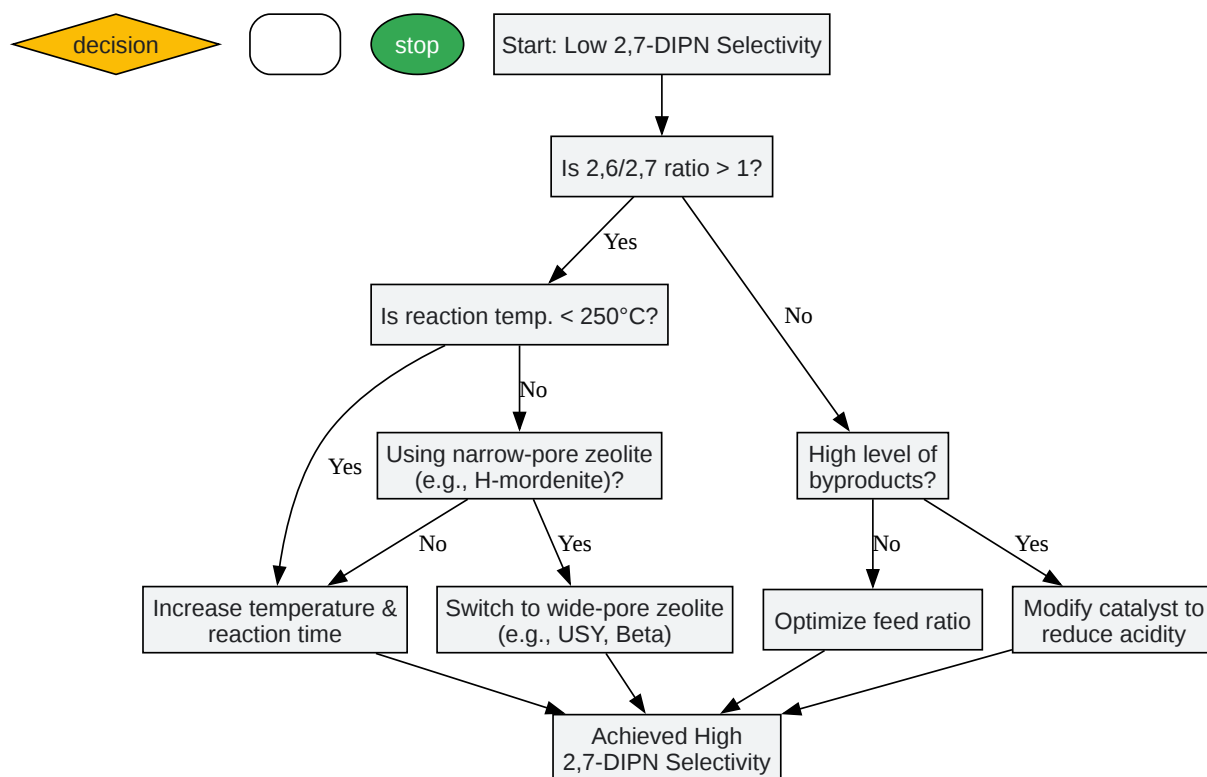 decision
stop
Start: Low 2,7-DIPN Selectivity
Is 2,6/2,7 ratio > 1?
Yes
No
Is reaction temp. < 250°C?
Yes
No
Using narrow-pore zeolite
(e.g., H-mordenite)?
High level of
byproducts?
No
Yes
No
Yes
Increase temperature &
reaction time
Switch to wide-pore zeolite
(e.g., USY, Beta)
Optimize feed ratio
Modify catalyst to
reduce acidity
Achieved High
2,7-DIPN Selectivity